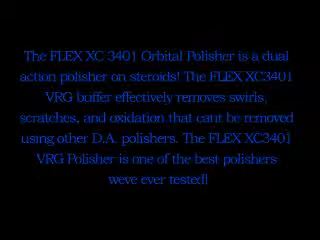 The FLEX XC 3401 Orbital Polisher is a dual
action polisher on steroids! The FLEX XC3401
VRG buffer effectively removes swirls,
scratches, and oxidation that cant be removed
using other D.A. polishers. The FLEX XC3401
VRG Polisher is one of the best polishers
weve ever tested!!